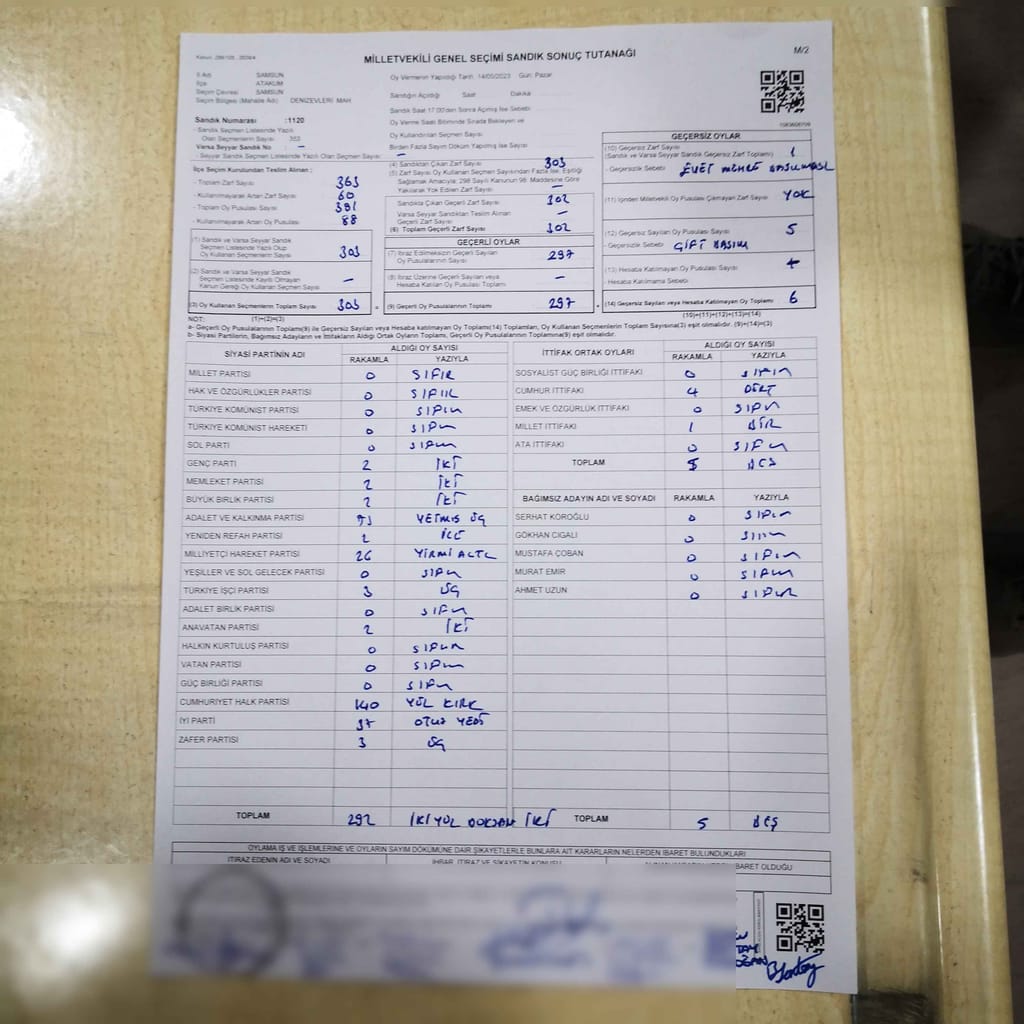 MİLLETVEKİLİ GENEL SEÇİMİ SANDIK SONUÇ TUTANAĞI
M/2
İl Adı SAMSUN
İlçe ATAKUM
Seçim Çevresi SAMSUN
Seçim Bölgesi (Mahalle Adı) DENİZEVLERİ MAH.
Oy Vermenin Yapıldığı Tarih : 14/05/2023 Gün: Pazar
Sandığın Açıldığı Saat Dakika
Sandık Saat 17:00'den Sonra Açılmış İse Sebebi
Oy Verme Saati Bitiminde Sırada Bekleyen ve
Oy Kullandırılan Seçmen Sayısı
Birden Fazla Sayım Döküm Yapılmış İse Sayısı
Sandık Numarası :1120
- Sandık Seçmen Listesinde Yazılı
Olan Seçmenlerin Sayısı : 353
Varsa Seyyar Sandık No : –
- Seyyar Sandık Seçmen Listesinde Yazılı Olan Seçmen Sayısı: –
İlçe Seçim Kurulundan Teslim Alınan :
- Toplam Zarf Sayısı 363
- Kullanılmayarak Artan Zarf Sayısı 60
- Toplam Oy Pusulası 391
- Kullanılmayarak Artan Oy Pusulası 88
(1) Sandık ve Varsa Seyyar Sandık
Seçmen Listesinde Yazılı Olup
Oy Kullanan Seçmenlerin Sayısı 303
(2) Sandık ve Varsa Seyyar Sandık
Seçmen Listesinde Kayıtlı Olmayan
Kanun Gereği Oy Kullanan Seçmen Sayısı –
(3) Oy Kullanan Seçmenlerin Toplam Sayısı 303
(1)+(2)=(3)
(4) Sandıktan Çıkan Zarf Sayısı 303
(5) Zarf Sayısı Oy Kullanan Seçmen Sayısından Fazla İse, Eşitliği
Sağlamak Amacıyla; 298 Sayılı Kanunun 98. Maddesine Göre
Yakılarak Yok Edilen Zarf Sayısı –
Sandıkta Çıkan Geçerli Zarf Sayısı 302
Varsa Seyyar Sandıktan Teslim Alınan
Geçerli Zarf Sayısı –
(6) Toplam Geçerli Zarf Sayısı 302
GEÇERLİ OYLAR
(7) İtiraz Edilmeksizin Geçerli Sayılan
Oy Pusulalarının Sayısı 297
(8) İtiraz Üzerine Geçerli Sayılan veya
Hesaba Katılan Oy Pusulaları Toplamı –
= (9) Geçerli Oy Pusulalarının Toplamı 297
GEÇERSİZ OYLAR
(10) Geçersiz Zarf Sayısı
(Sandık ve Varsa Seyyar Sandık Geçersiz Zarf Toplamı) 1
- Geçersizlik Sebebi EVET MÜHRÜ BASILMASI
(11) İçinden Milletvekili Oy Pusulası Çıkmayan Zarf Sayısı YOK
(12) Geçersiz Sayılan Oy Pusulası Sayısı 5
- Geçersizlik Sebebi ÇİFT BASIM
(13) Hesaba Katılmayan Oy Pusulası Sayısı
Hesaba Katılmama Sebebi
+ (14) Geçersiz Sayılan veya Hesaba Katılmayan Oy Toplamı 6
(10)+(11)+(12)+(13)=(14)
NOT:
a- Geçerli Oy Pusulalarının Toplamı(9) ile Geçersiz Sayılan veya Hesaba katılmayan Oy Toplamı(14) Toplamları, Oy Kullanan Seçmenlerin Toplam Sayısına(3) eşit olmalıdır. (9)+(14)=(3)
b- Siyasi Partilerin, Bağımsız Adayların ve İttifakların Aldığı Ortak Oyların Toplamı, Geçerli Oy Pusulalarının Toplamına(9) eşit olmalıdır.
SİYASİ PARTİNİN ADI ALDIĞI OY SAYISI
RAKAMLA YAZIYLA
MİLLET PARTİSİ 0 SIFIR
HAK VE ÖZGÜRLÜKLER PARTİSİ 0 SIFIR
TÜRKİYE KOMÜNİST PARTİSİ 0 SIFIR
TÜRKİYE KOMÜNİST HAREKETİ 0 SIFIR
SOL PARTİ 0 SIFIR
GENÇ PARTİ 2 İKİ
MEMLEKET PARTİSİ 2 İKİ
BÜYÜK BİRLİK PARTİSİ 2 İKİ
ADALET VE KALKINMA PARTİSİ 73 YETMİŞ ÜÇ
YENİDEN REFAH PARTİSİ 2 İKİ
MİLLİYETÇİ HAREKET PARTİSİ 26 YİRMİ ALTI
YEŞİLLER VE SOL GELECEK PARTİSİ 0 SIFIR
TÜRKİYE İŞÇİ PARTİSİ 3 ÜÇ
ADALET BİRLİK PARTİSİ 0 SIFIR
ANAVATAN PARTİSİ 2 İKİ
HALKIN KURTULUŞ PARTİSİ 0 SIFIR
VATAN PARTİSİ 0 SIFIR
GÜÇ BİRLİĞİ PARTİSİ 0 SIFIR
CUMHURİYET HALK PARTİSİ 140 YÜZ KIRK
İYİ PARTİ 37 OTUZ YEDİ
ZAFER PARTİSİ 3 ÜÇ
TOPLAM 292 İKİ YÜZ DOKSAN İKİ
İTTİFAK ORTAK OYLARI ALDIĞI OY SAYISI
RAKAMLA YAZIYLA
SOSYALİST GÜÇ BİRLİĞİ İTTİFAKI 0 SIFIR
CUMHUR İTTİFAKI 4 DÖRT
EMEK VE ÖZGÜRLÜK İTTİFAKI 0 SIFIR
MİLLET İTTİFAKI 1 BİR
ATA İTTİFAKI 0 SIFIR
TOPLAM 5 BEŞ
BAĞIMSIZ ADAYIN ADI VE SOYADI RAKAMLA YAZIYLA
SERHAT KÖROĞLU 0 SIFIR
GÖKHAN CIGALI 0 SIFIR
MUSTAFA ÇOBAN 0 SIFIR
MURAT EMİR 0 SIFIR
AHMET UZUN 0 SIFIR
TOPLAM 5 BEŞ
OYLAMA İŞ VE İŞLEMLERİNE VE OYLARIN SAYIM DÖKÜMÜNE DAİR ŞİKAYETLERLE BUNLARA AİT KARARLARIN NELERDEN İBARET BULUNDUKLARI
İTİRAZ EDENİN ADI VE SOYADI İHBAR, İTİRAZ VE ŞİKAYETİN KONUSU